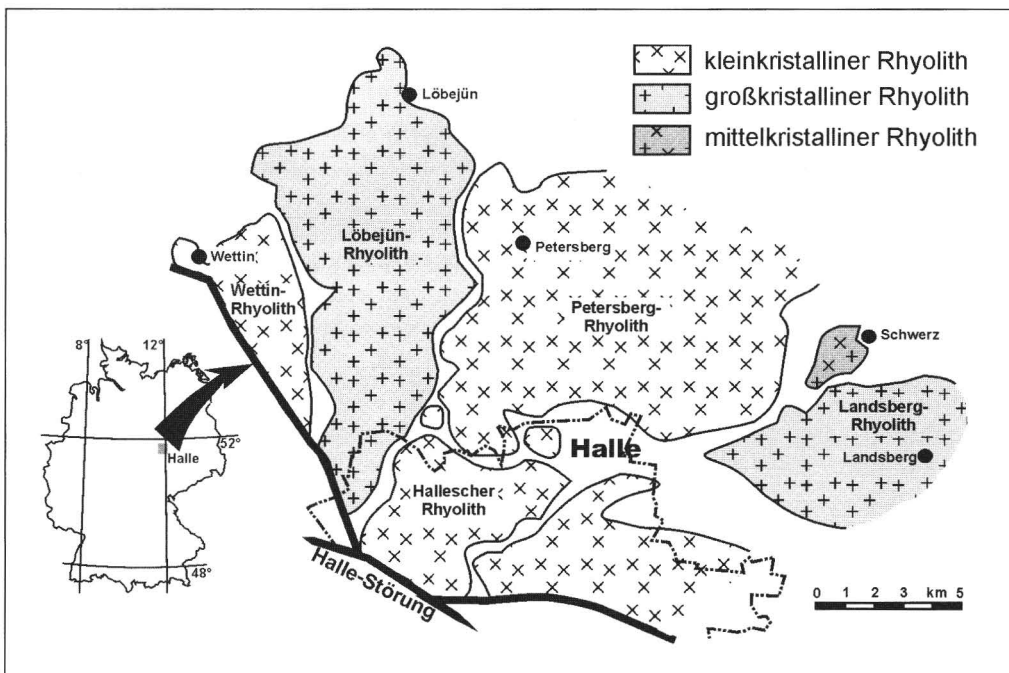 kleinkristalliner Rhyolith
großkristalliner Rhyolith
mittelkristalliner Rhyolith
Löbejün
Löbejün-
Rhyolith
Petersberg
Wettin
Wettin-
Rhyolith
Petersberg-
Rhyolith
Schwerz
Landsberg-
Rhyolith
Landsberg
Halle
Hallescher
Rhyolith
Halle-Störung
8° 12°
52°
Halle
48°
0 1 2 3 km 5